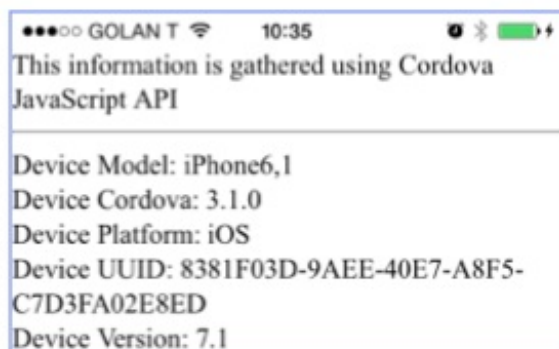 GOLAN T 10:35
This information is gathered using Cordova
JavaScript API
Device Model: iPhone6,1
Device Cordova: 3.1.0
Device Platform: iOS
Device UUID: 8381F03D-9AEE-40E7-A8F5-
C7D3FA02E8ED
Device Version: 7.1